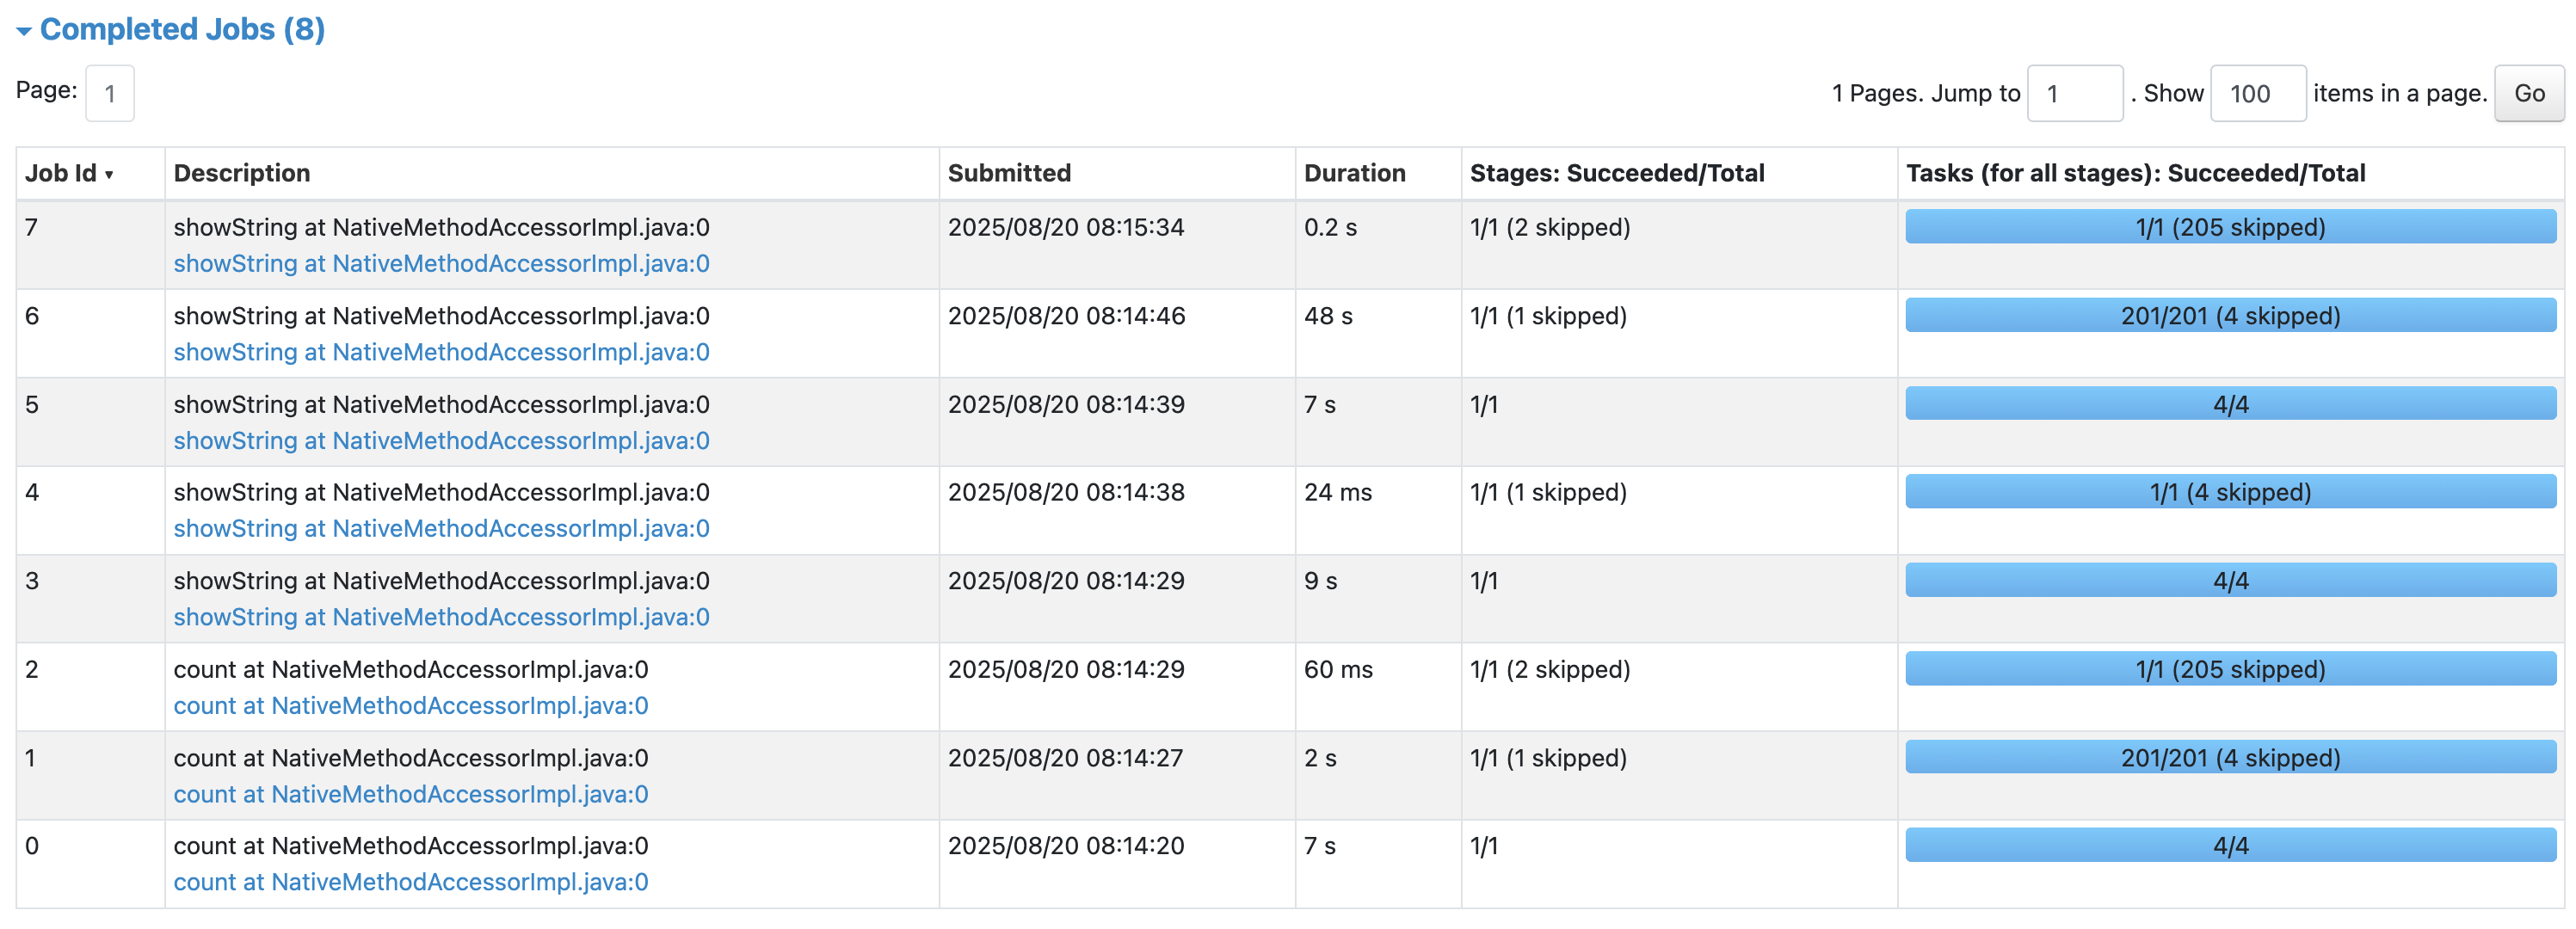 Completed Jobs (8)
Page: 1
1 Pages. Jump to 1 . Show 100 items in a page. Go
Job Id ▾ Description Submitted Duration Stages: Succeeded/Total Tasks (for all stages): Succeeded/Total
7 showString at NativeMethodAccessorImpl.java:0 2025/08/20 08:15:34 0.2 s 1/1 (2 skipped) 1/1 (205 skipped)
showString at NativeMethodAccessorImpl.java:0
6 showString at NativeMethodAccessorImpl.java:0 2025/08/20 08:14:46 48 s 1/1 (1 skipped) 201/201 (4 skipped)
showString at NativeMethodAccessorImpl.java:0
5 showString at NativeMethodAccessorImpl.java:0 2025/08/20 08:14:39 7 s 1/1 4/4
showString at NativeMethodAccessorImpl.java:0
4 showString at NativeMethodAccessorImpl.java:0 2025/08/20 08:14:38 24 ms 1/1 (1 skipped) 1/1 (4 skipped)
showString at NativeMethodAccessorImpl.java:0
3 showString at NativeMethodAccessorImpl.java:0 2025/08/20 08:14:29 9 s 1/1 4/4
showString at NativeMethodAccessorImpl.java:0
2 count at NativeMethodAccessorImpl.java:0 2025/08/20 08:14:29 60 ms 1/1 (2 skipped) 1/1 (205 skipped)
count at NativeMethodAccessorImpl.java:0
1 count at NativeMethodAccessorImpl.java:0 2025/08/20 08:14:27 2 s 1/1 (1 skipped) 201/201 (4 skipped)
count at NativeMethodAccessorImpl.java:0
0 count at NativeMethodAccessorImpl.java:0 2025/08/20 08:14:20 7 s 1/1 4/4
count at NativeMethodAccessorImpl.java:0